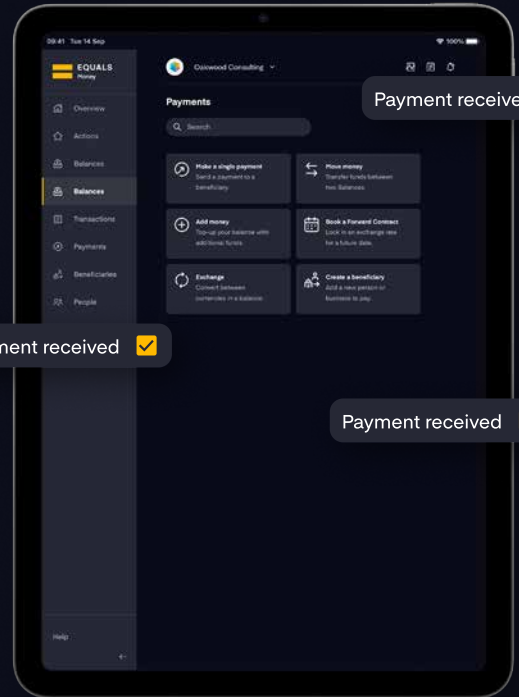 09:41 Tue 14 Sep
100%
EQUALS
Money
Oakwood Consulting
Payment receive
Overview
Payments
Search
Actions
Balances
Make a single payment
Send a payment to a
beneficiary.
Move money
Transfer funds between
two Balances.
Balances
Transactions
Add money
Top-up your balance with
additional funds.
Book a Forward Contract
Lock in an exchange rate
for a future date.
Payments
Beneficiaries
Exchange
Convert between
currencies in a balance.
Create a beneficiary
Add a new person or
business to pay.
People
ment received
Payment received
Help